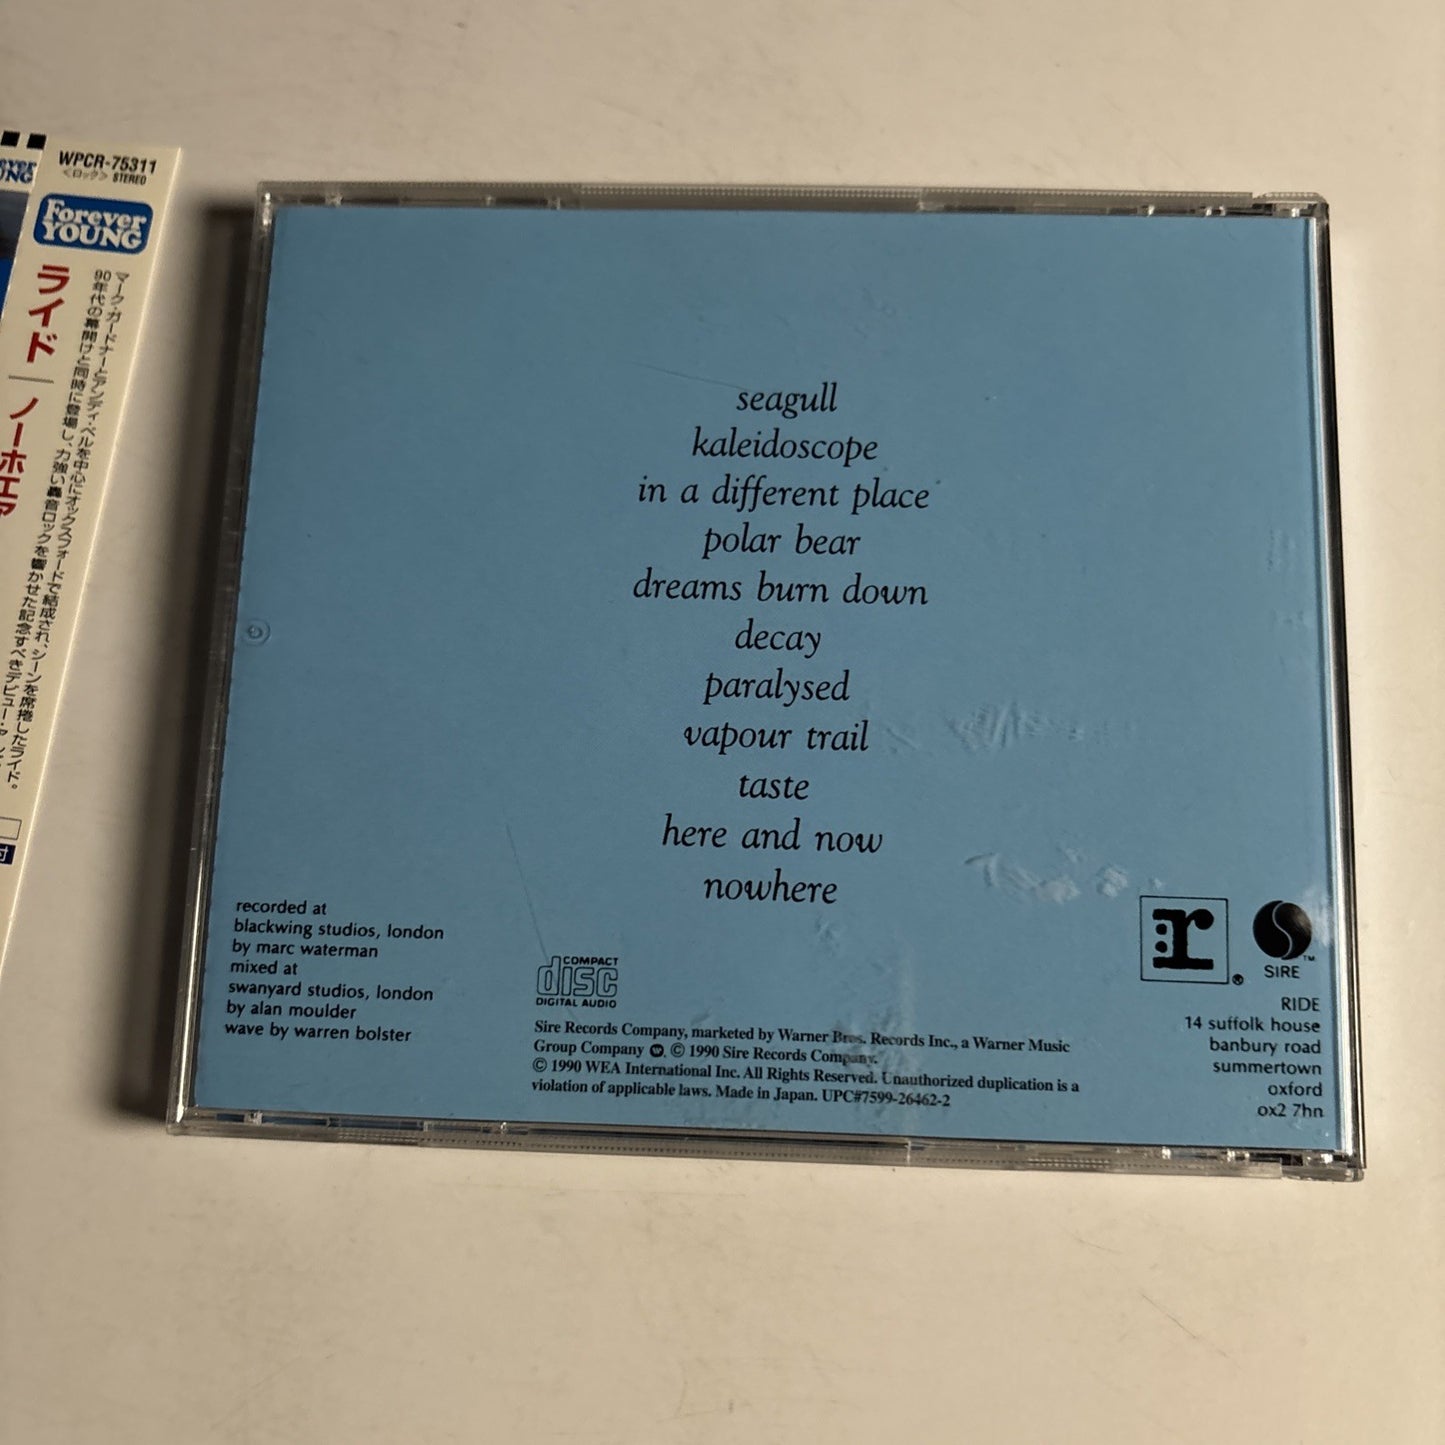 WPCR-75311
〈ロック〉 STEREO
Forever
YOUNG
ライド
ノーホエア
マーク・ガードナーとアンディ・ベルを中心にオックスフォードで結成され、シーンを席捲したライド。
90年代の幕開けと同時に登場し、力強い轟音ロックを響かせた記念すべきデビュー・ア
seagull
kaleidoscope
in a different place
polar bear
dreams burn down
decay
paralysed
vapour trail
taste
here and now
nowhere
recorded at
blackwing studios, london
by marc waterman
mixed at
swanyard studios, london
by alan moulder
wave by warren bolster
COMPACT
disc
DIGITAL AUDIO
Sire Records Company, marketed by Warner Bros. Records Inc., a Warner Music
Group Company. © 1990 Sire Records Company.
© 1990 WEA International Inc. All Rights Reserved. Unauthorized duplication is a
violation of applicable laws. Made in Japan. UPC#7599-26462-2
r®
SIRE™
RIDE
14 suffolk house
banbury road
summertown
oxford
ox2 7hn